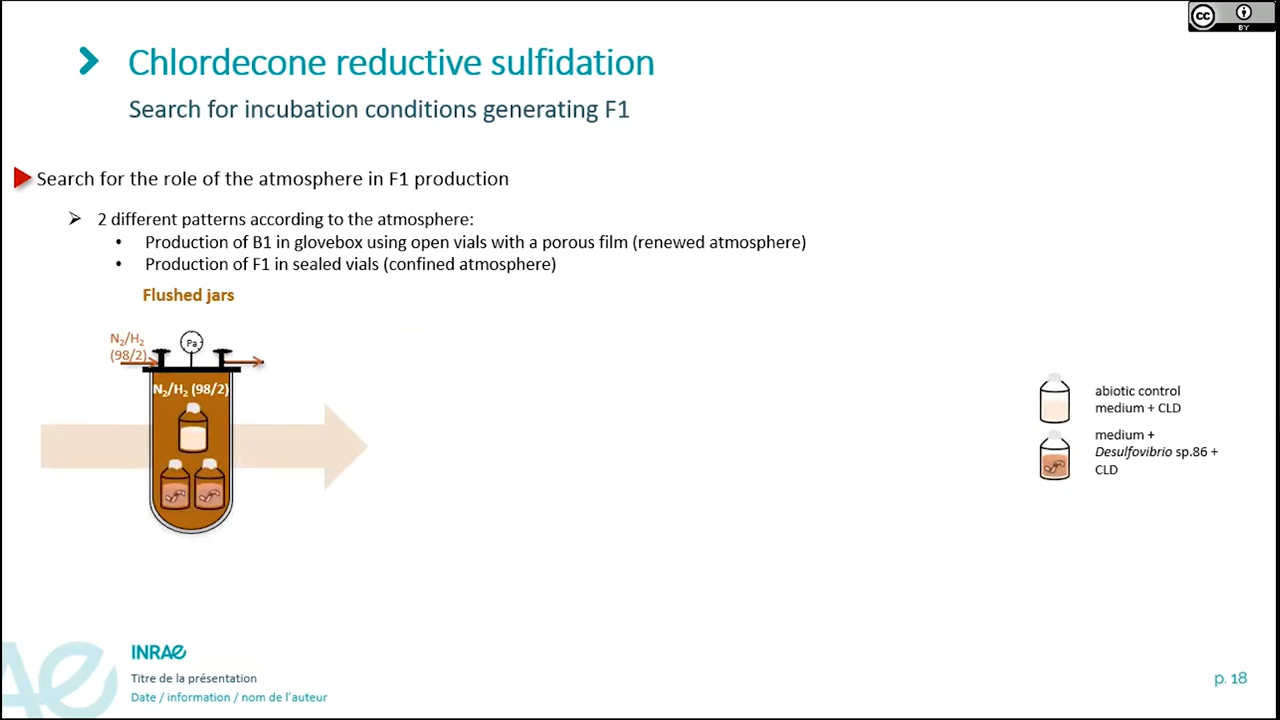 CC BY
Chlordecone reductive sulfidation
Search for incubation conditions generating F1
Search for the role of the atmosphere in F1 production
➢ 2 different patterns according to the atmosphere:
• Production of B1 in glovebox using open vials with a porous film (renewed atmosphere)
• Production of F1 in sealed vials (confined atmosphere)
Flushed jars
N₂/H₂
(98/2)
Pa
N₂/H₂ (98/2)
abiotic control
medium + CLD
medium +
Desulfovibrio sp.86 +
CLD
INRAE
Titre de la présentation
Date / information / nom de l'auteur
p. 18